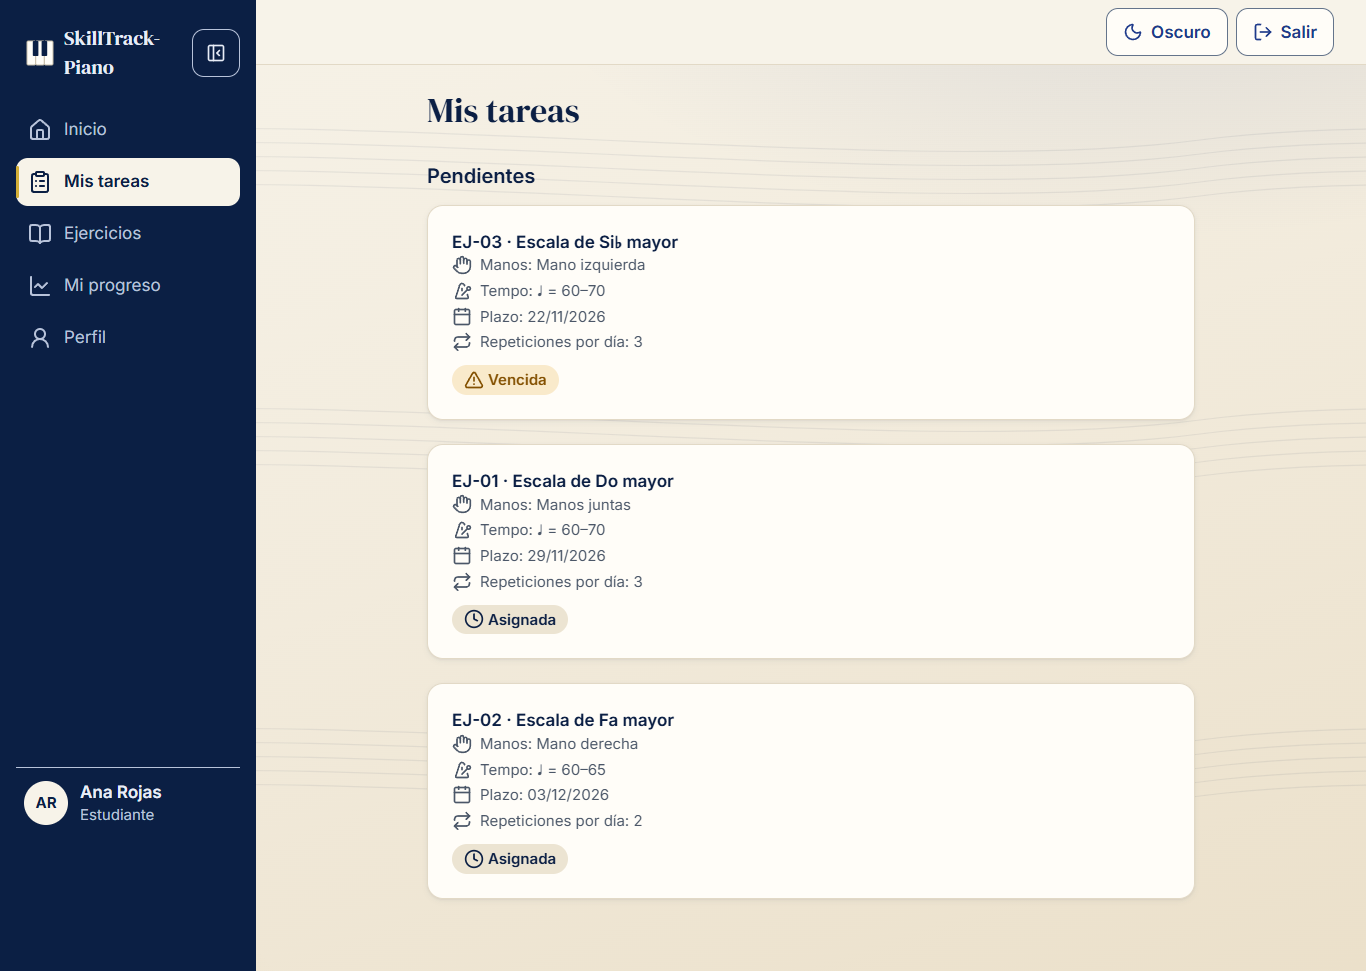 SkillTrack-
Piano
Inicio
Mis tareas
Ejercicios
Mi progreso
Perfil
AR
Ana Rojas
Estudiante
Oscuro
Salir
Mis tareas
Pendientes
EJ-03 · Escala de Si♭ mayor
Manos: Mano izquierda
Tempo: ♩ = 60–70
Plazo: 22/11/2026
Repeticiones por día: 3
Vencida
EJ-01 · Escala de Do mayor
Manos: Manos juntas
Tempo: ♩ = 60–70
Plazo: 29/11/2026
Repeticiones por día: 3
Asignada
EJ-02 · Escala de Fa mayor
Manos: Mano derecha
Tempo: ♩ = 60–65
Plazo: 03/12/2026
Repeticiones por día: 2
Asignada